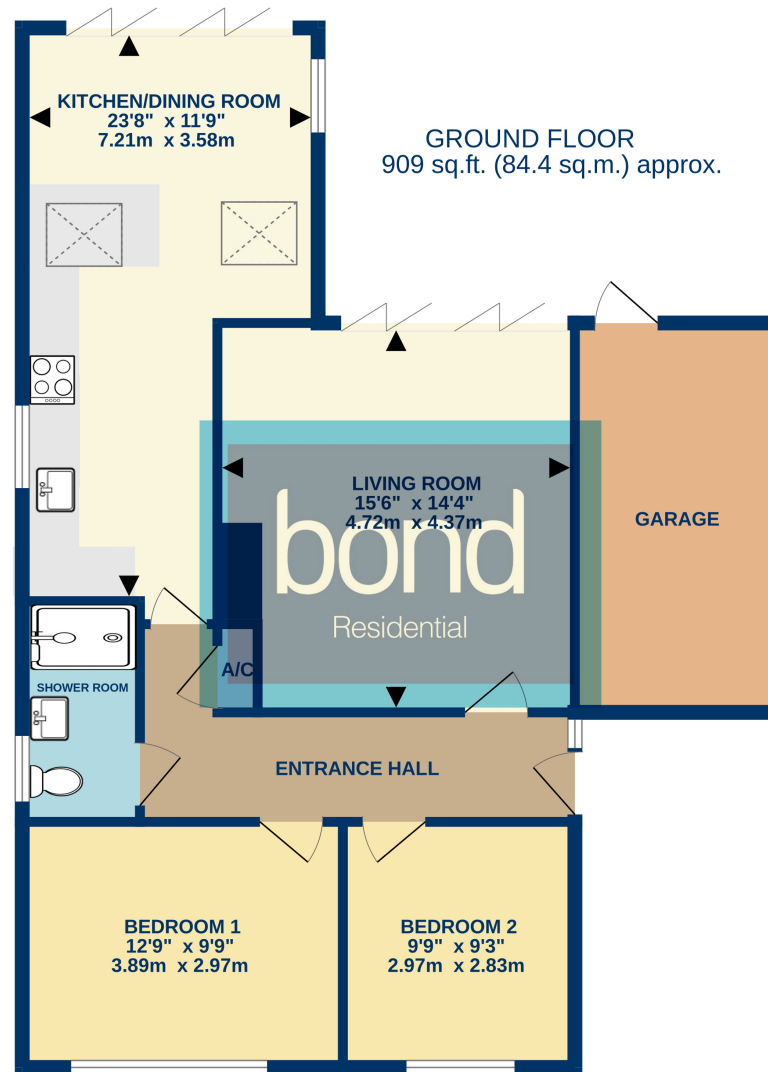 KITCHEN/DINING ROOM
23'8" x 11'9"
7.21m x 3.58m
GROUND FLOOR
909 sq.ft. (84.4 sq.m.) approx.
LIVING ROOM
15'6" x 14'4"
4.72m x 4.37m
bond
Residential
GARAGE
A/C
SHOWER ROOM
ENTRANCE HALL
BEDROOM 1
12'9" x 9'9"
3.89m x 2.97m
BEDROOM 2
9'9" x 9'3"
2.97m x 2.83m